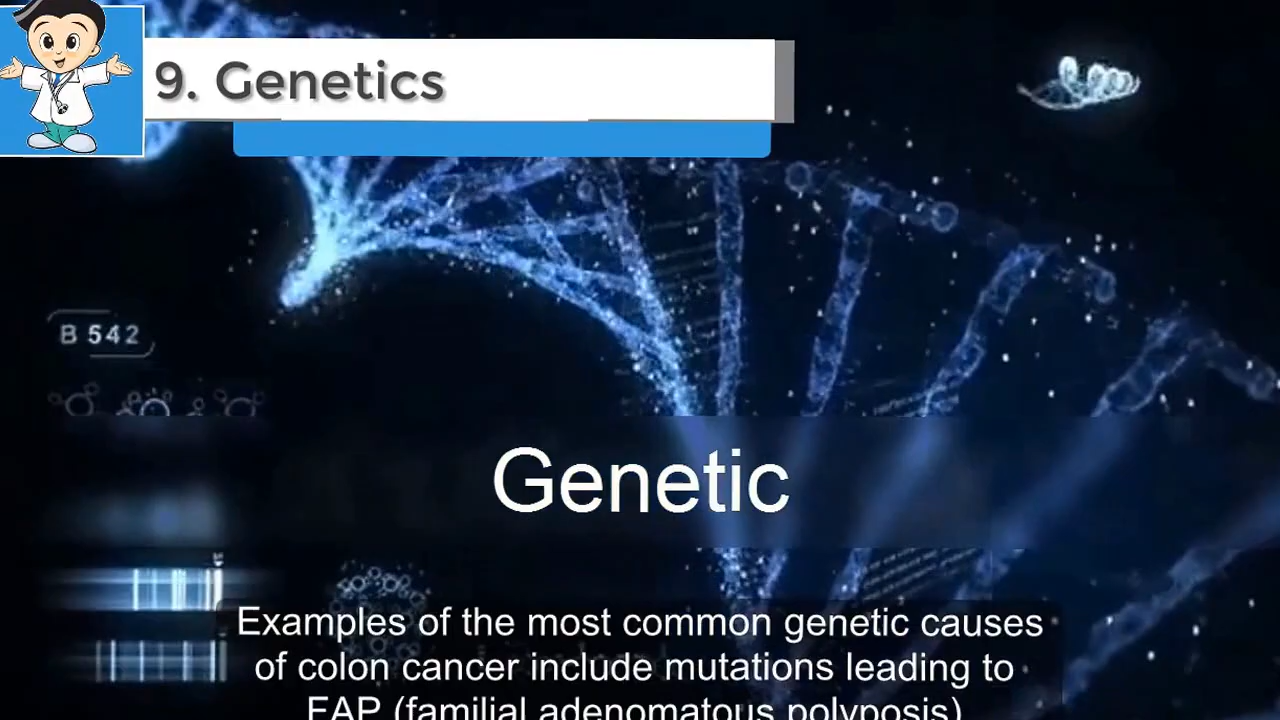 9. Genetics
B 542
Genetic
Examples of the most common genetic causes
of colon cancer include mutations leading to
FAP (familial adenomatous polyposis)